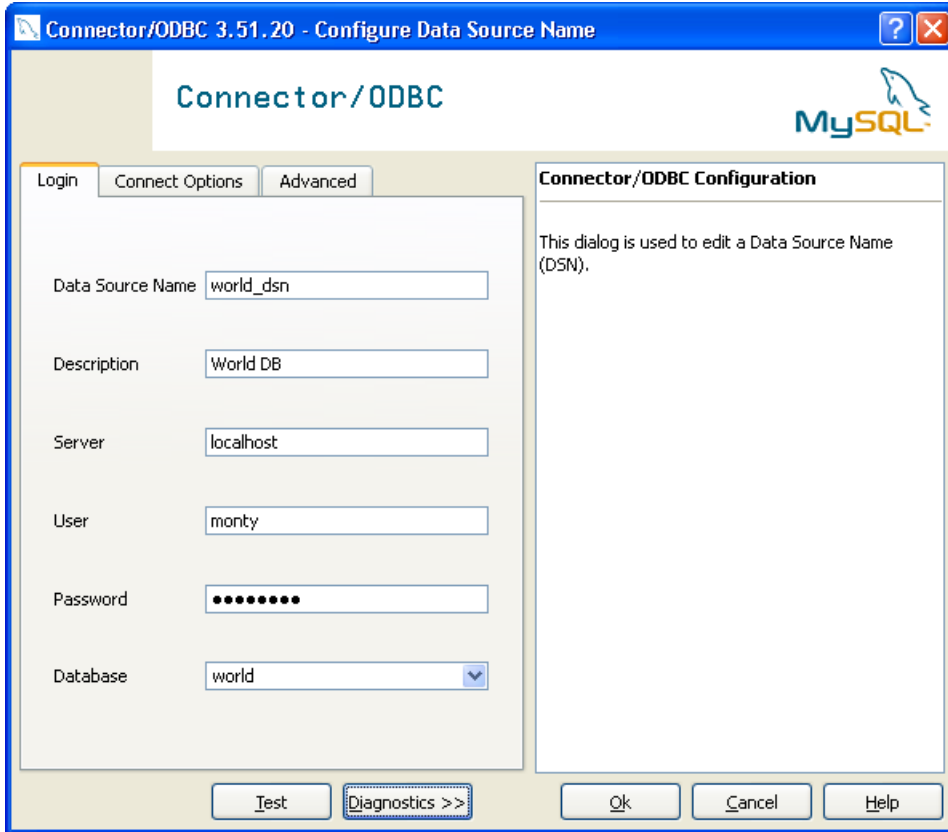 Connector/ODBC 3.51.20 - Configure Data Source Name
Connector/ODBC
MySQL
Login
Connect Options
Advanced
Data Source Name world_dsn
Description World DB
Server localhost
User monty
Password ●●●●●●●●
Database world
Connector/ODBC Configuration
This dialog is used to edit a Data Source Name
(DSN).
Test
Diagnostics >>
Ok
Cancel
Help